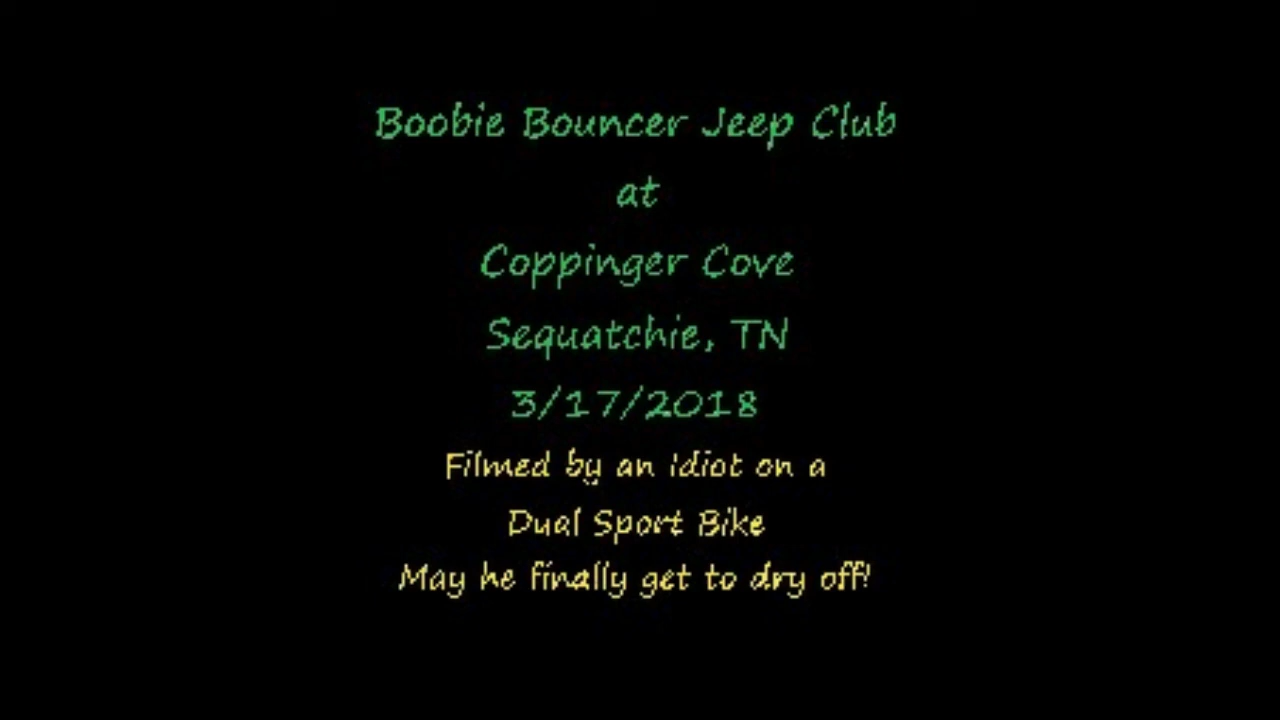 Boobie Bouncer Jeep Club
at
Coppinger Cove
Sequatchie, TN
3/17/2018
Filmed by an idiot on a
Dual Sport Bike
May he finally get to dry off!